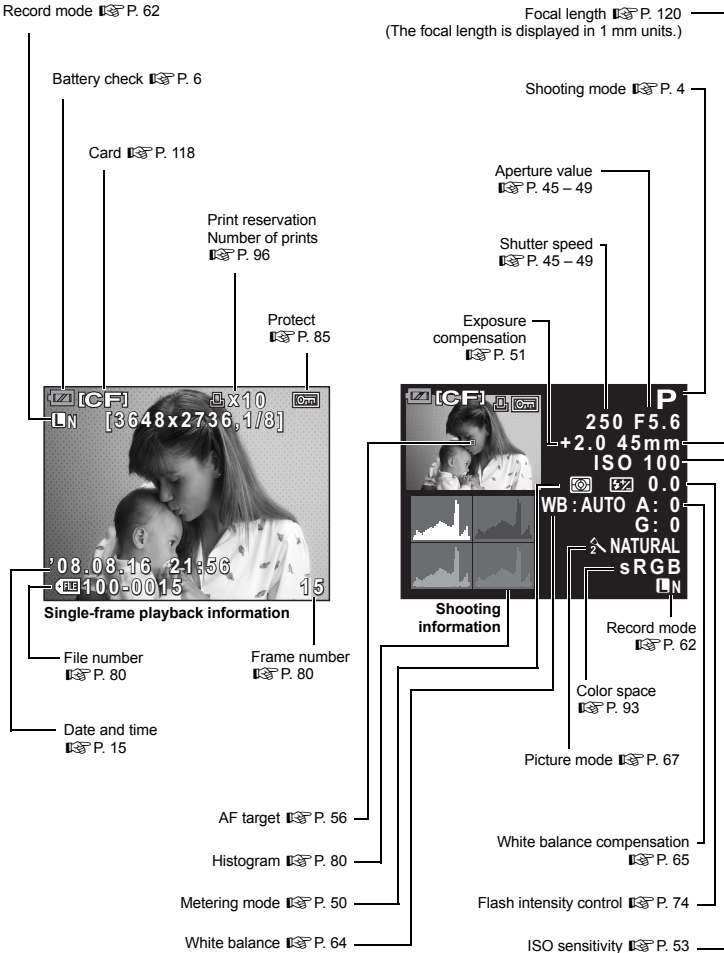 Record mode P. 62
Focal length P. 120
(The focal length is displayed in 1 mm units.)
Battery check P. 6
Shooting mode P. 4
Card P. 118
Aperture value
P. 45 – 49
Print reservation
Number of prints
P. 96
Shutter speed
P. 45 – 49
Protect
P. 85
Exposure
compensation
P. 51
[CF] x10
L N [3648x2736,1/8]
'08.08.16 21:56
FILE 100-0015 15
Single-frame playback information
[CF] P
250 F5.6
+2.0 45mm
ISO 100
0.0
WB : AUTO A: 0
G: 0
2 NATURAL
sRGB
L N
Shooting
information
File number
P. 80
Frame number
P. 80
Record mode
P. 62
Date and time
P. 15
Color space
P. 93
Picture mode P. 67
AF target P. 56
White balance compensation
P. 65
Histogram P. 80
Metering mode P. 50
Flash intensity control P. 74
White balance P. 64
ISO sensitivity P. 53